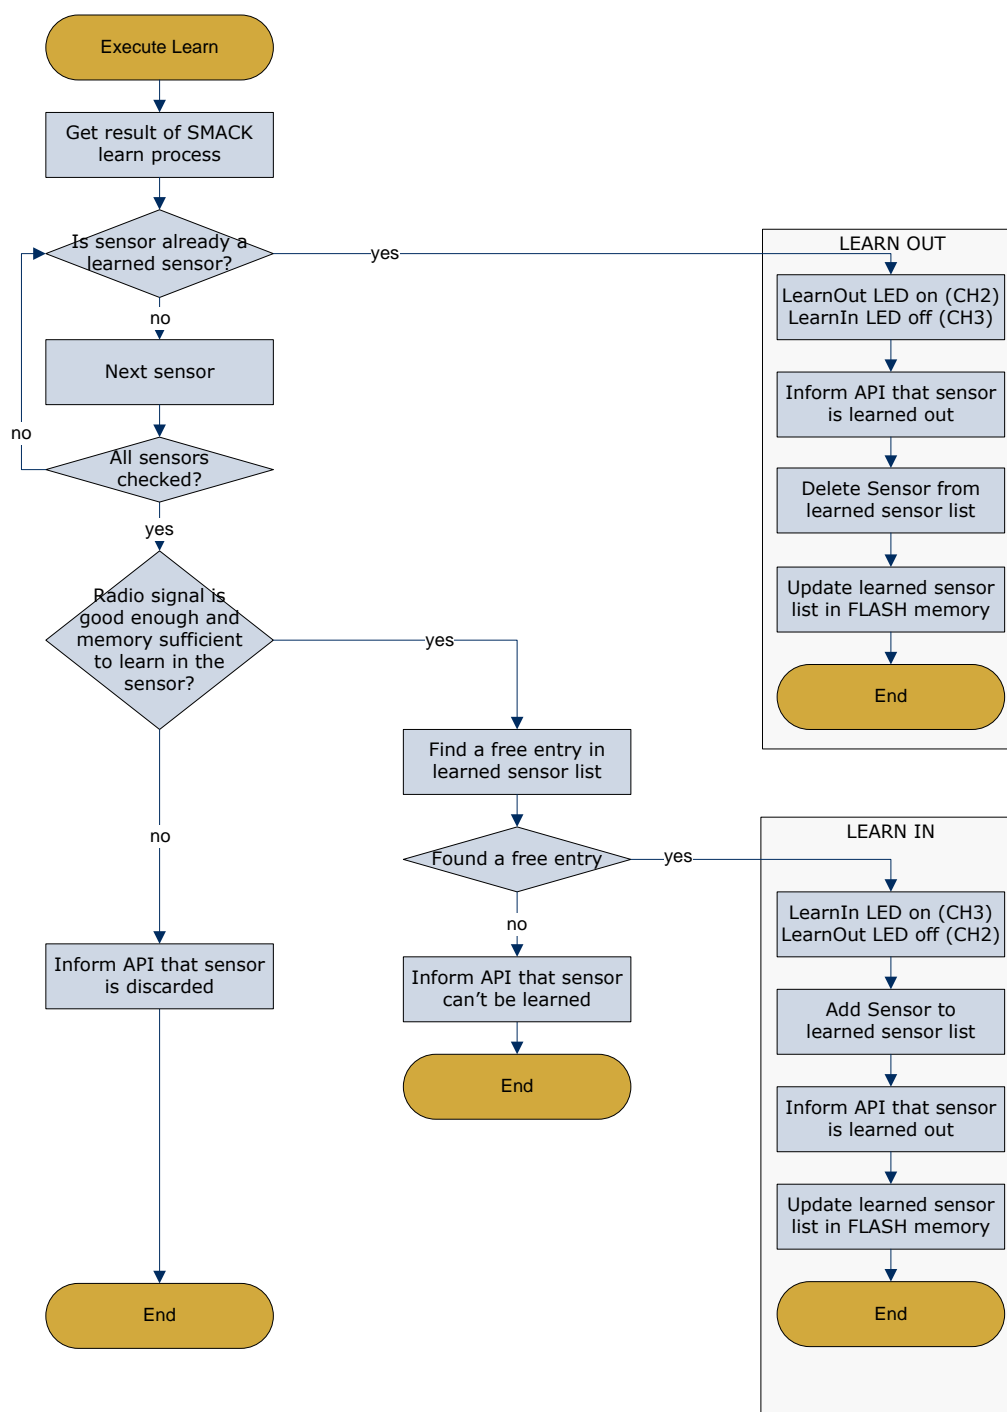 Execute Learn
Get result of SMACK
learn process
Is sensor already a
learned sensor?
yes
no
Next sensor
no
All sensors
checked?
yes
Radio signal is
good enough and
memory sufficient
to learn in the
sensor?
yes
no
Inform API that sensor
is discarded
End
Find a free entry in
learned sensor list
Found a free entry
yes
no
Inform API that sensor
can't be learned
End
LEARN OUT
LearnOut LED on (CH2)
LearnIn LED off (CH3)
Inform API that sensor
is learned out
Delete Sensor from
learned sensor list
Update learned sensor
list in FLASH memory
End
LEARN IN
LearnIn LED on (CH3)
LearnOut LED off (CH2)
Add Sensor to
learned sensor list
Inform API that sensor
is learned out
Update learned sensor
list in FLASH memory
End